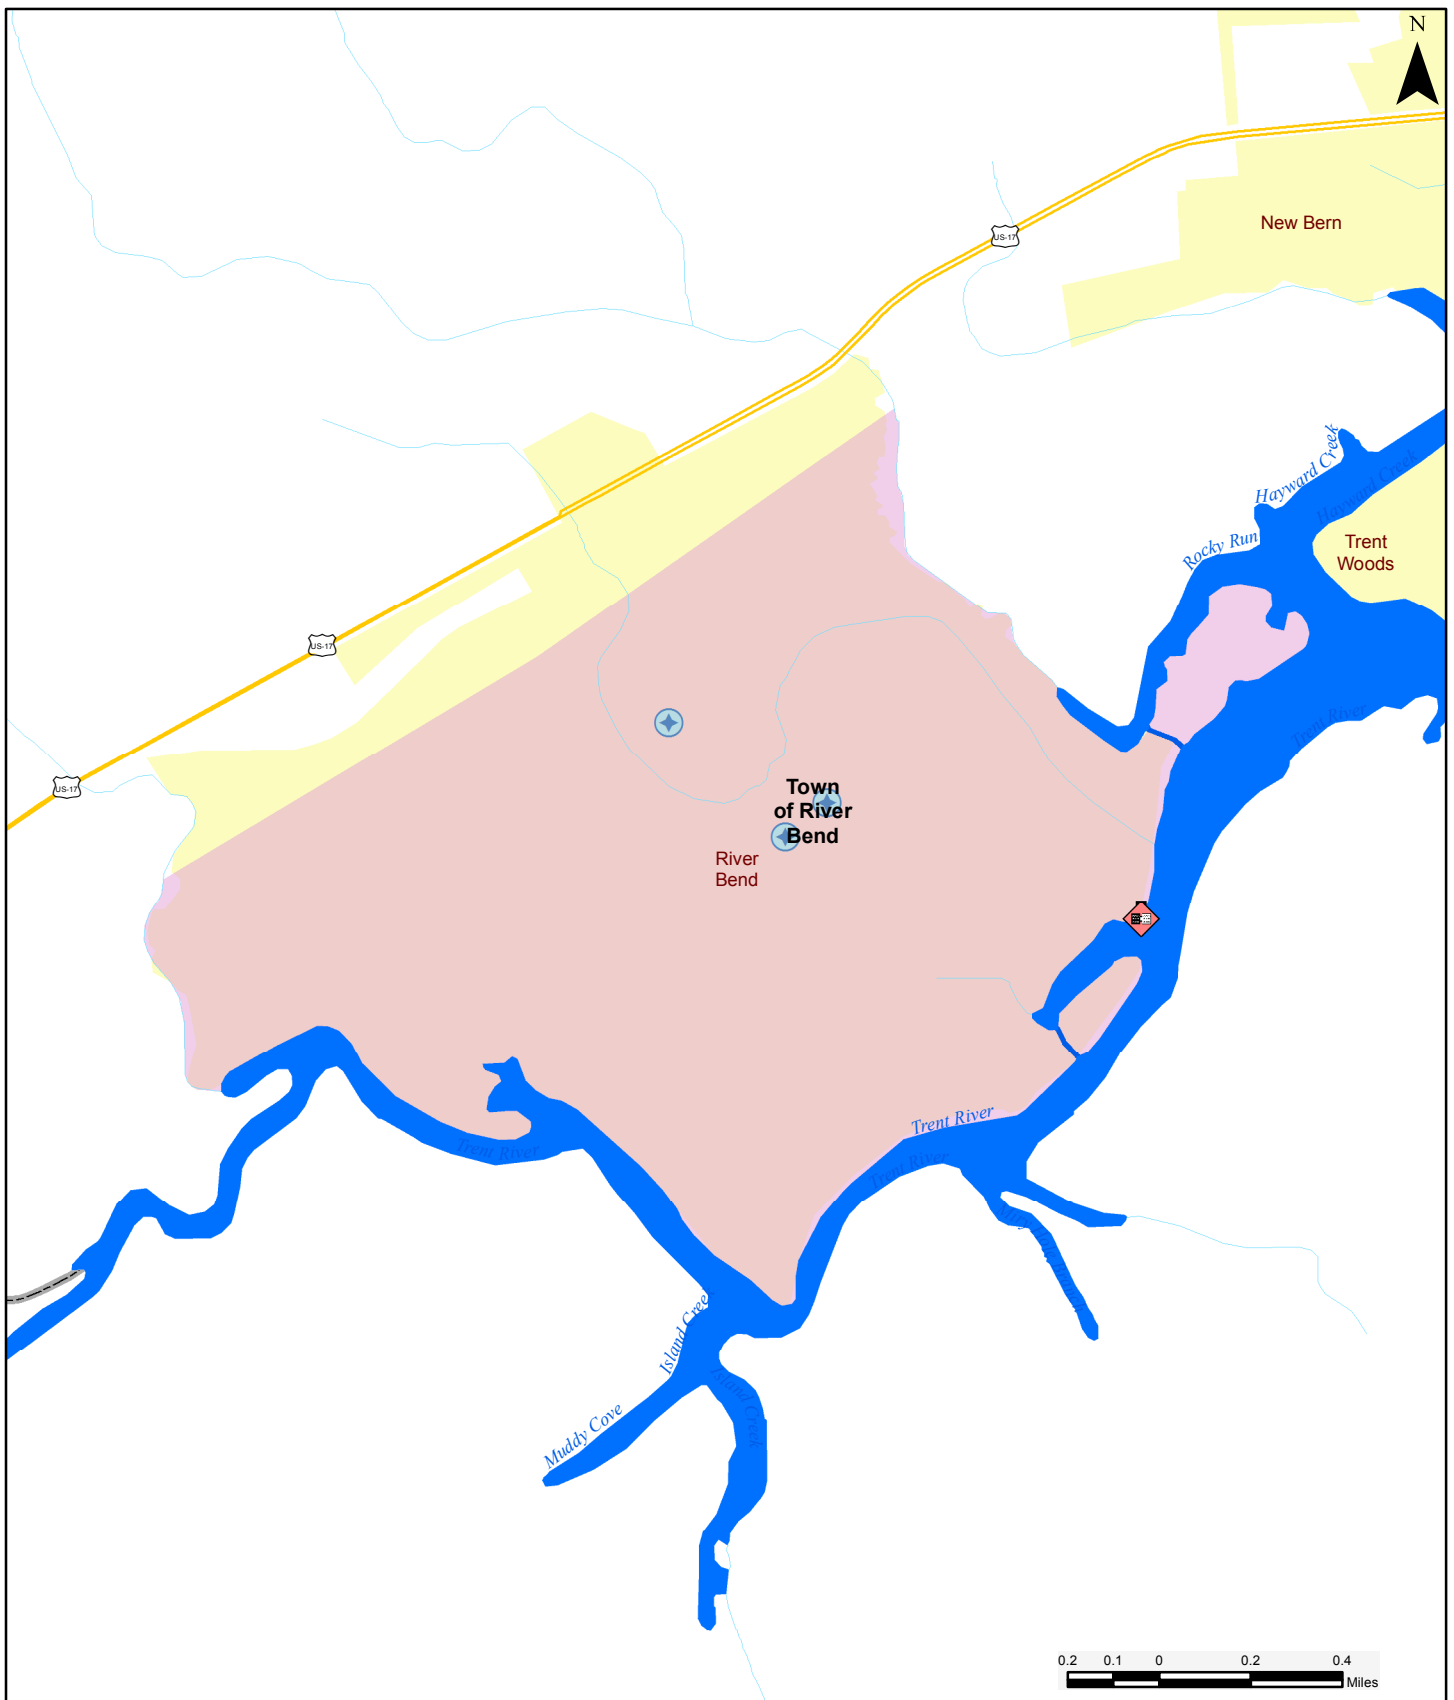 N
US-17
New Bern
Hayward Creek
Hayward Creek
Rocky Run
Trent
Woods
US-17
Trent River
US-17
Town
of River
Bend
River
Bend
Trent River
Trent River
Trent River
Island Creek
Island Creek
Muddy Cove
0.2 0.1 0 0.2 0.4
Miles